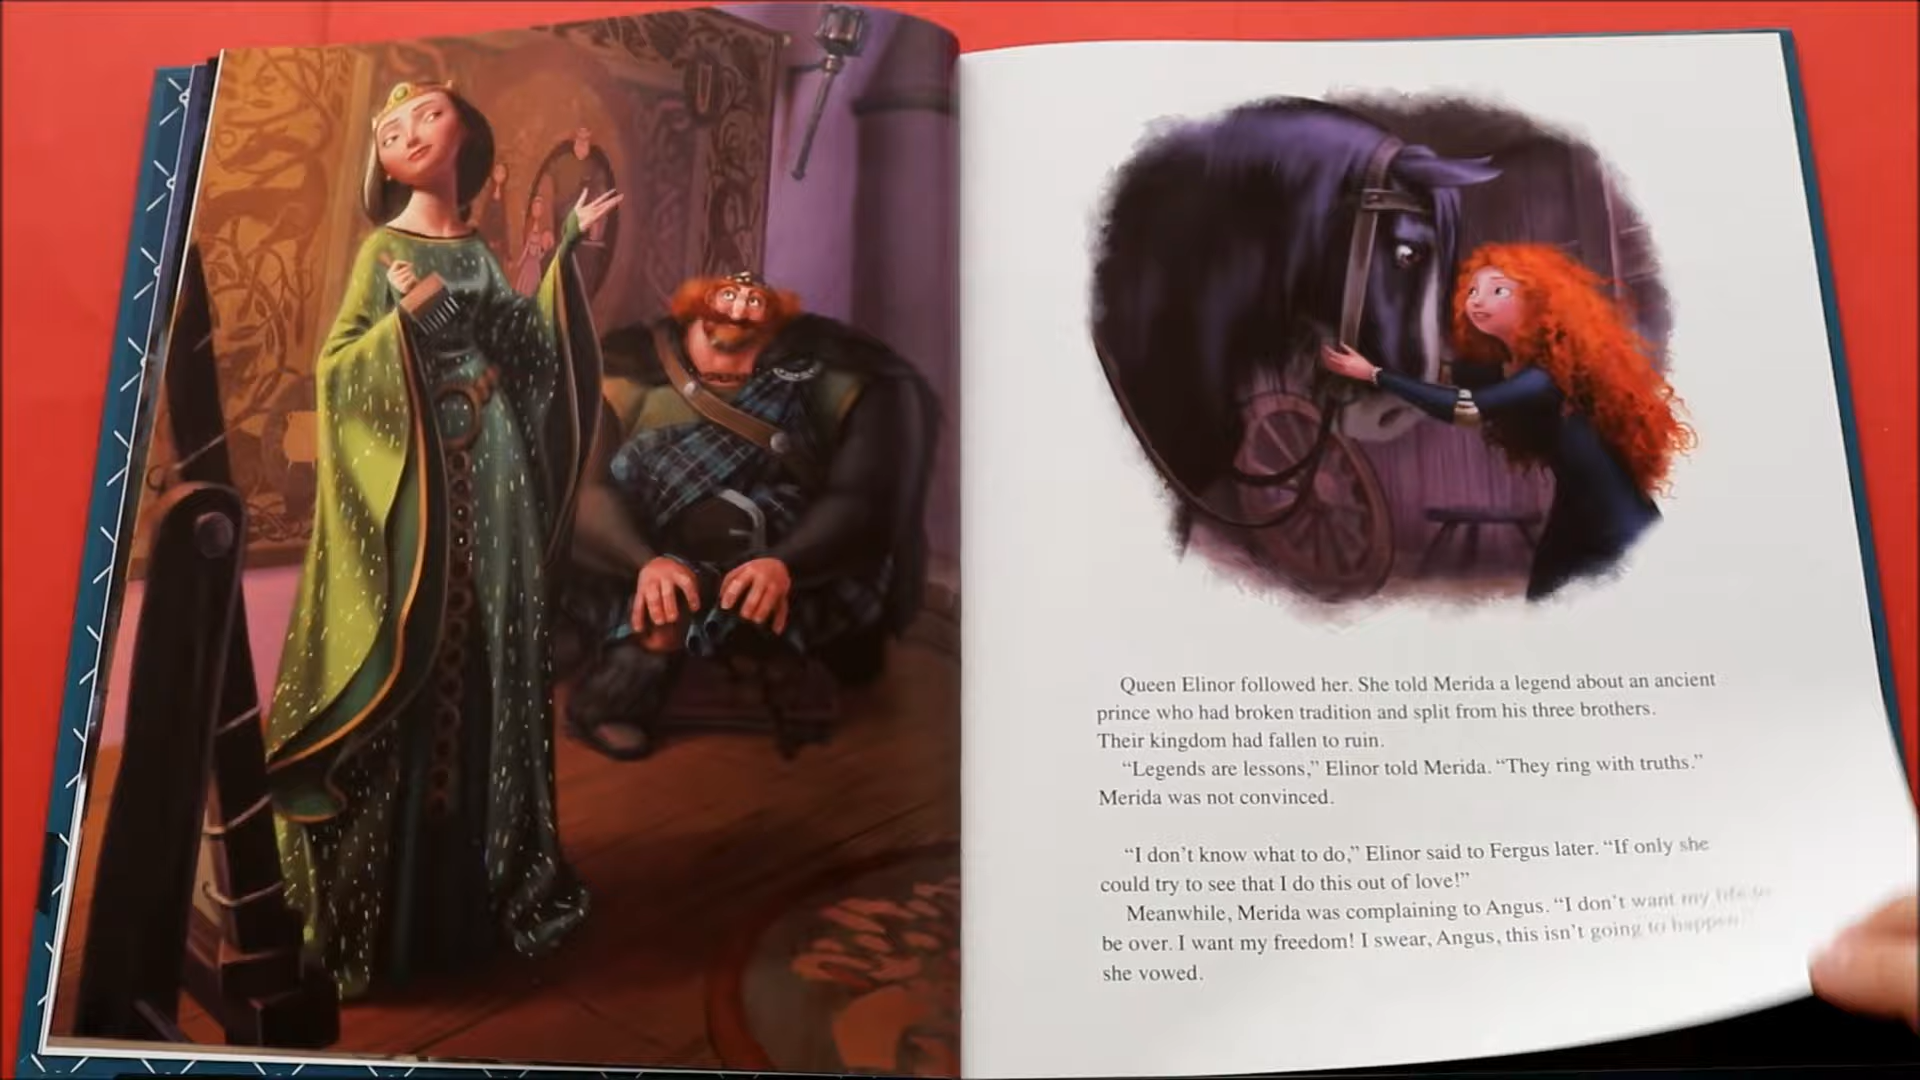 Queen Elinor followed her. She told Merida a legend about an ancient
prince who had broken tradition and split from his three brothers.
Their kingdom had fallen to ruin.
“Legends are lessons,” Elinor told Merida. “They ring with truths.”
Merida was not convinced.
“I don’t know what to do,” Elinor said to Fergus later. “If only she
could try to see that I do this out of love!”
Meanwhile, Merida was complaining to Angus. “I don’t want my life to
be over. I want my freedom! I swear, Angus, this isn’t going to happen
she vowed.